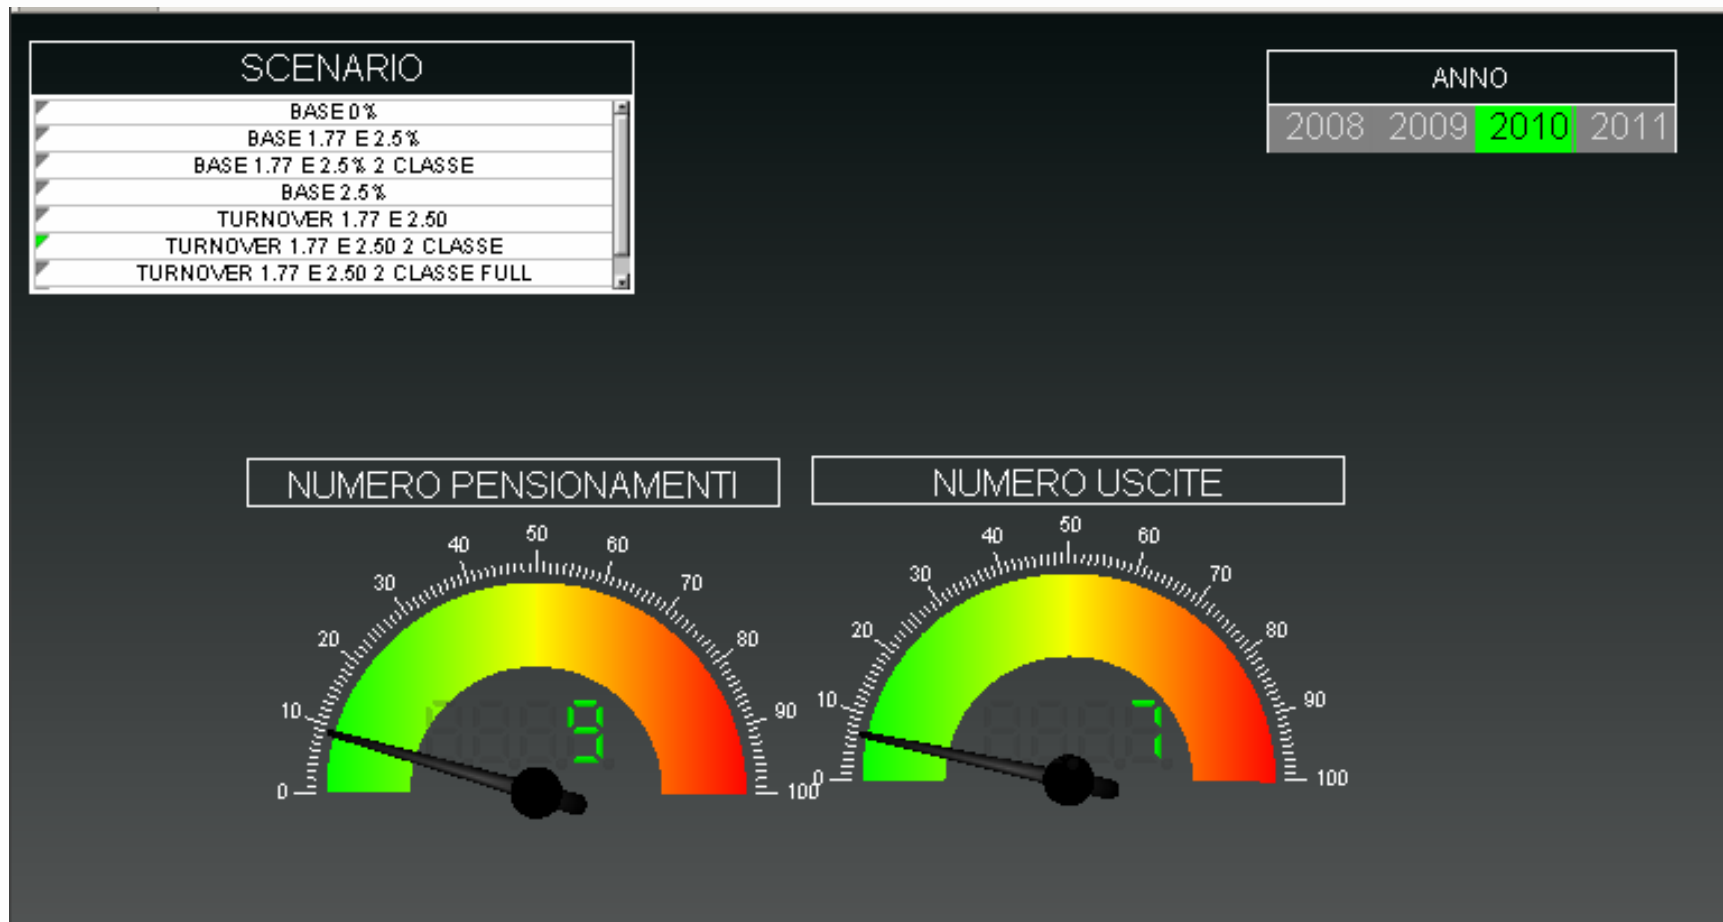 SCENARIO
BASE 0%
BASE 1.77 E 2.5%
BASE 1.77 E 2.5% 2 CLASSE
BASE 2.5%
TURNOVER 1.77 E 2.50
TURNOVER 1.77 E 2.50 2 CLASSE
TURNOVER 1.77 E 2.50 2 CLASSE FULL
ANNO
2008 2009 2010 2011
NUMERO PENSIONAMENTI
0 10 20 30 40 50 60 70 80 90 100
9
NUMERO USCITE
0 10 20 30 40 50 60 70 80 90 100
7